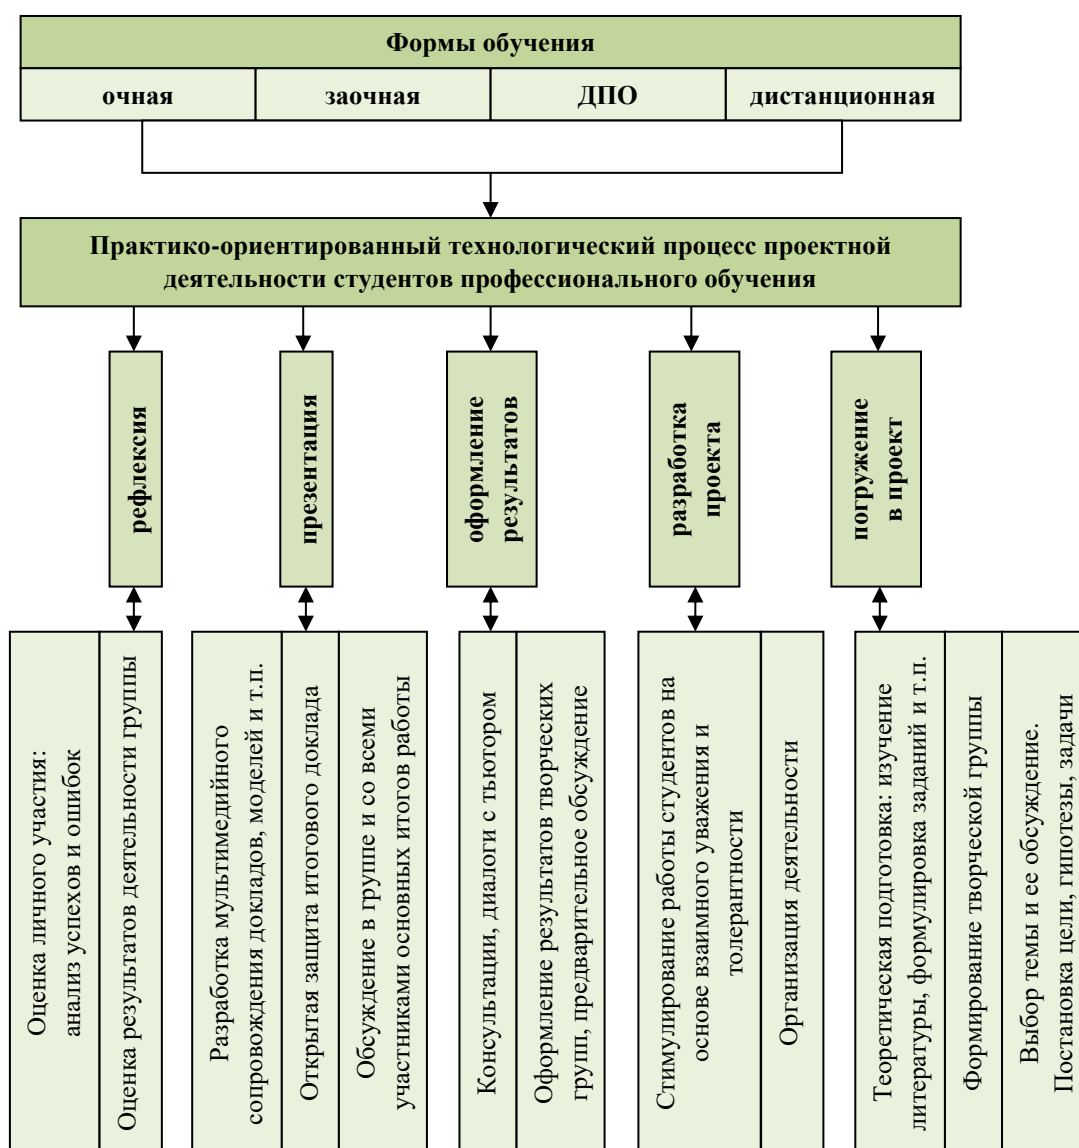 Формы обучения
очная
заочная
ДПО
дистанционная
Практико-ориентированный технологический процесс проектной
деятельности студентов профессионального обучения
рефлексия
презентация
оформление
результатов
разработка
проекта
погружение
в проект
Оценка личного участия:
анализ успехов и ошибок
Оценка результатов деятельности группы
Разработка мультимедийного
сопровождения докладов, моделей и т.п.
Открытая защита итогового доклада
Обсуждение в группе и со всеми
участниками основных итогов работы
Консультации, диалоги с тьютором
Оформление результатов творческих
групп, предварительное обсуждение
Стимулирование работы студентов на
основе взаимного уважения и
толерантности
Организация деятельности
Теоретическая подготовка: изучение
литературы, формулировка заданий и т.п.
Формирование творческой группы
Выбор темы и ее обсуждение.
Постановка цели, гипотезы, задачи